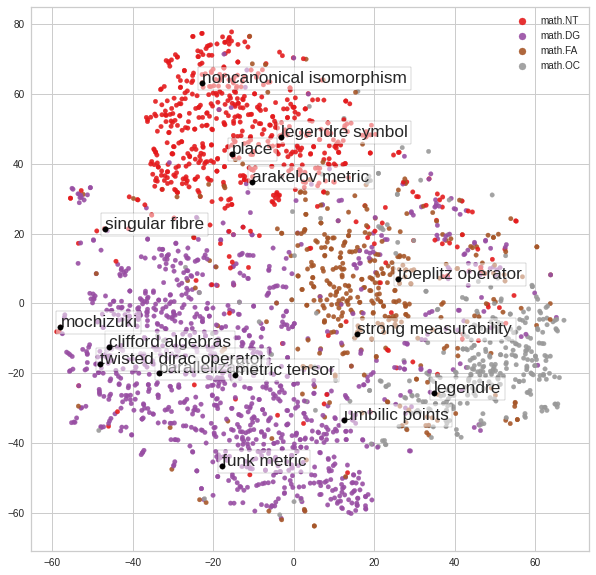 80
60
40
20
0
−20
−40
−60
math.NT
math.DG
math.FA
math.OC
noncanonical isomorphism
legendre symbol
place
arakelov metric
singular fibre
toeplitz operator
mochizuki
strong measurability
clifford algebras
twisted dirac operator
metric tensor
legendre
umbilic points
funk metric
−60 −40 −20 0 20 40 60